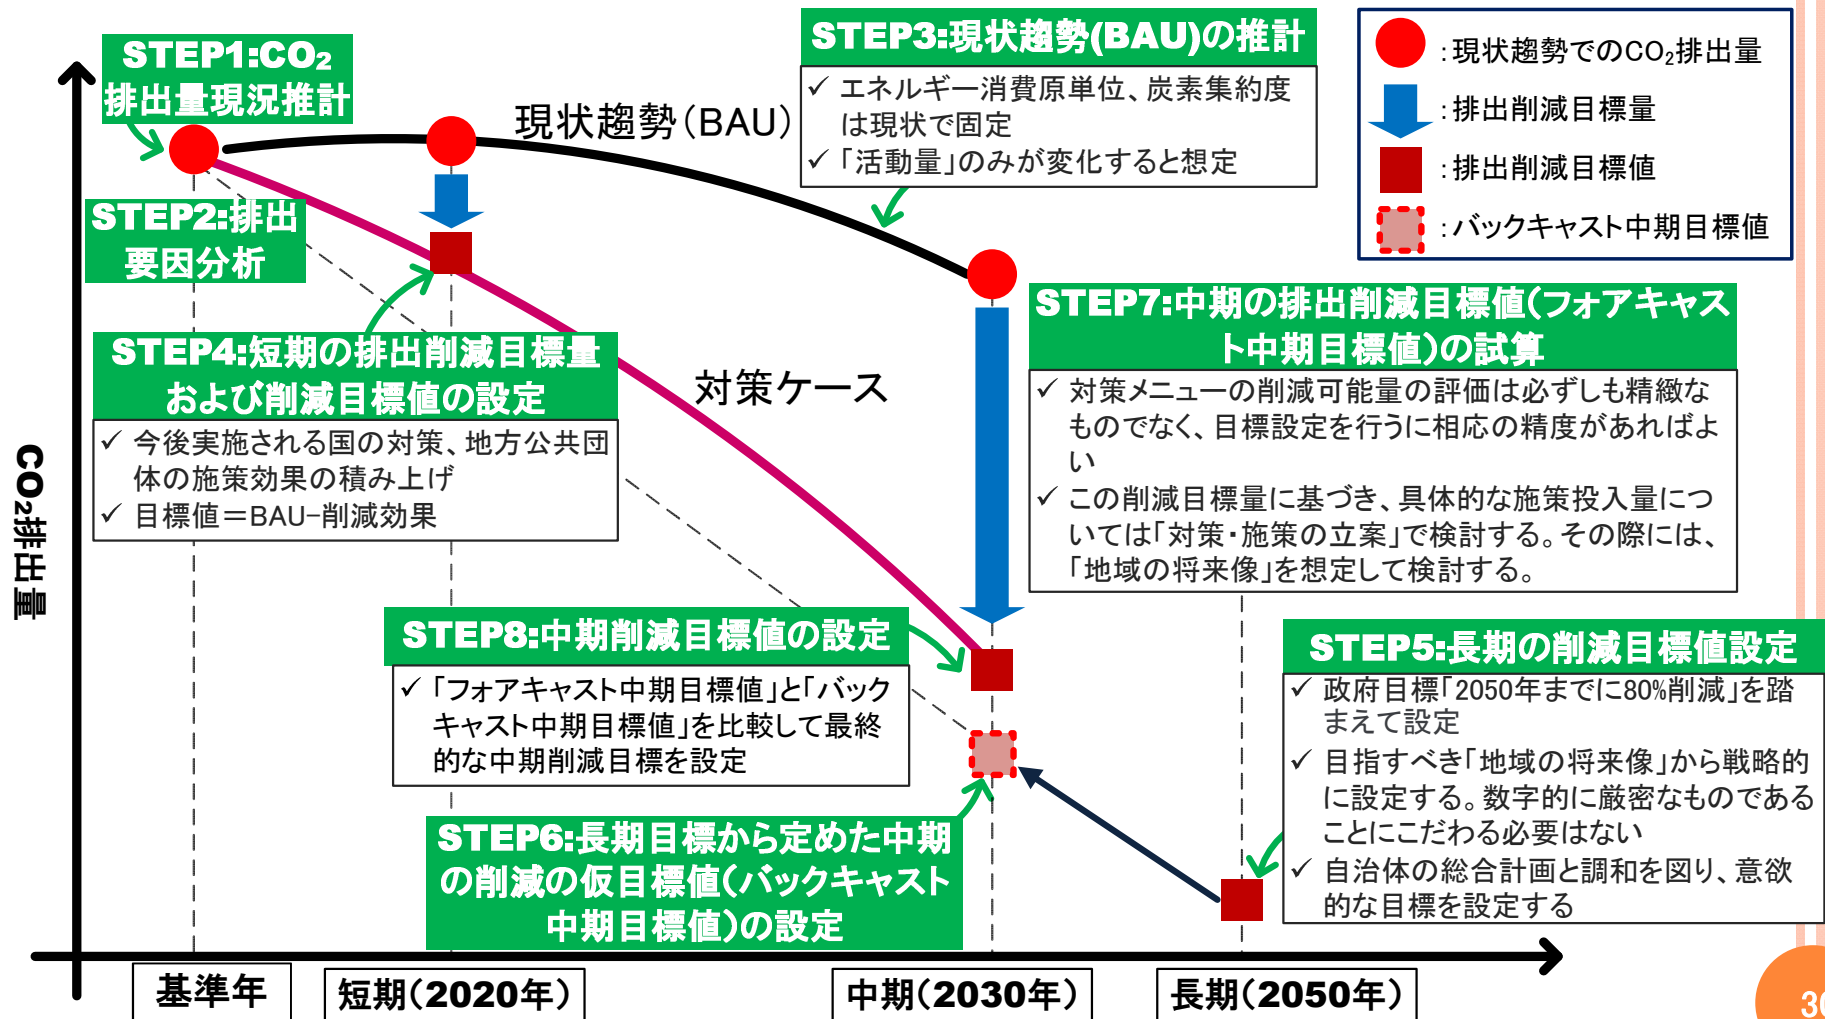 STEP1:CO₂
排出量現況推計
STEP3:現状趨勢(BAU)の推計
✓ エネルギー消費原単位、炭素集約度
は現状で固定
✓ 「活動量」のみが変化すると想定
:現状趨勢でのCO₂排出量
:排出削減目標量
:排出削減目標値
:バックキャスト中期目標値
現状趨勢(BAU)
STEP2:排出
要因分析
STEP4:短期の排出削減目標量
および削減目標値の設定
✓ 今後実施される国の対策、地方公共団
体の施策効果の積み上げ
✓ 目標値=BAU-削減効果
対策ケース
STEP7:中期の排出削減目標値(フォアキャス
ト中期目標値)の試算
✓ 対策メニューの削減可能量の評価は必ずしも精緻な
ものでなく、目標設定を行うに相応の精度があればよ
い
✓ この削減目標量に基づき、具体的な施策投入量につ
いては「対策・施策の立案」で検討する。その際には、
「地域の将来像」を想定して検討する。
CO₂排出量
STEP8:中期削減目標値の設定
✓ 「フォアキャスト中期目標値」と「バック
キャスト中期目標値」を比較して最終
的な中期削減目標を設定
STEP5:長期の削減目標値設定
✓ 政府目標「2050年までに80%削減」を踏
まえて設定
✓ 目指すべき「地域の将来像」から戦略的
に設定する。数字的に厳密なものである
ことにこだわる必要はない
✓ 自治体の総合計画と調和を図り、意欲
的な目標を設定する
STEP6:長期目標から定めた中期
の削減の仮目標値(バックキャスト
中期目標値)の設定
基準年
短期(2020年)
中期(2030年)
長期(2050年)